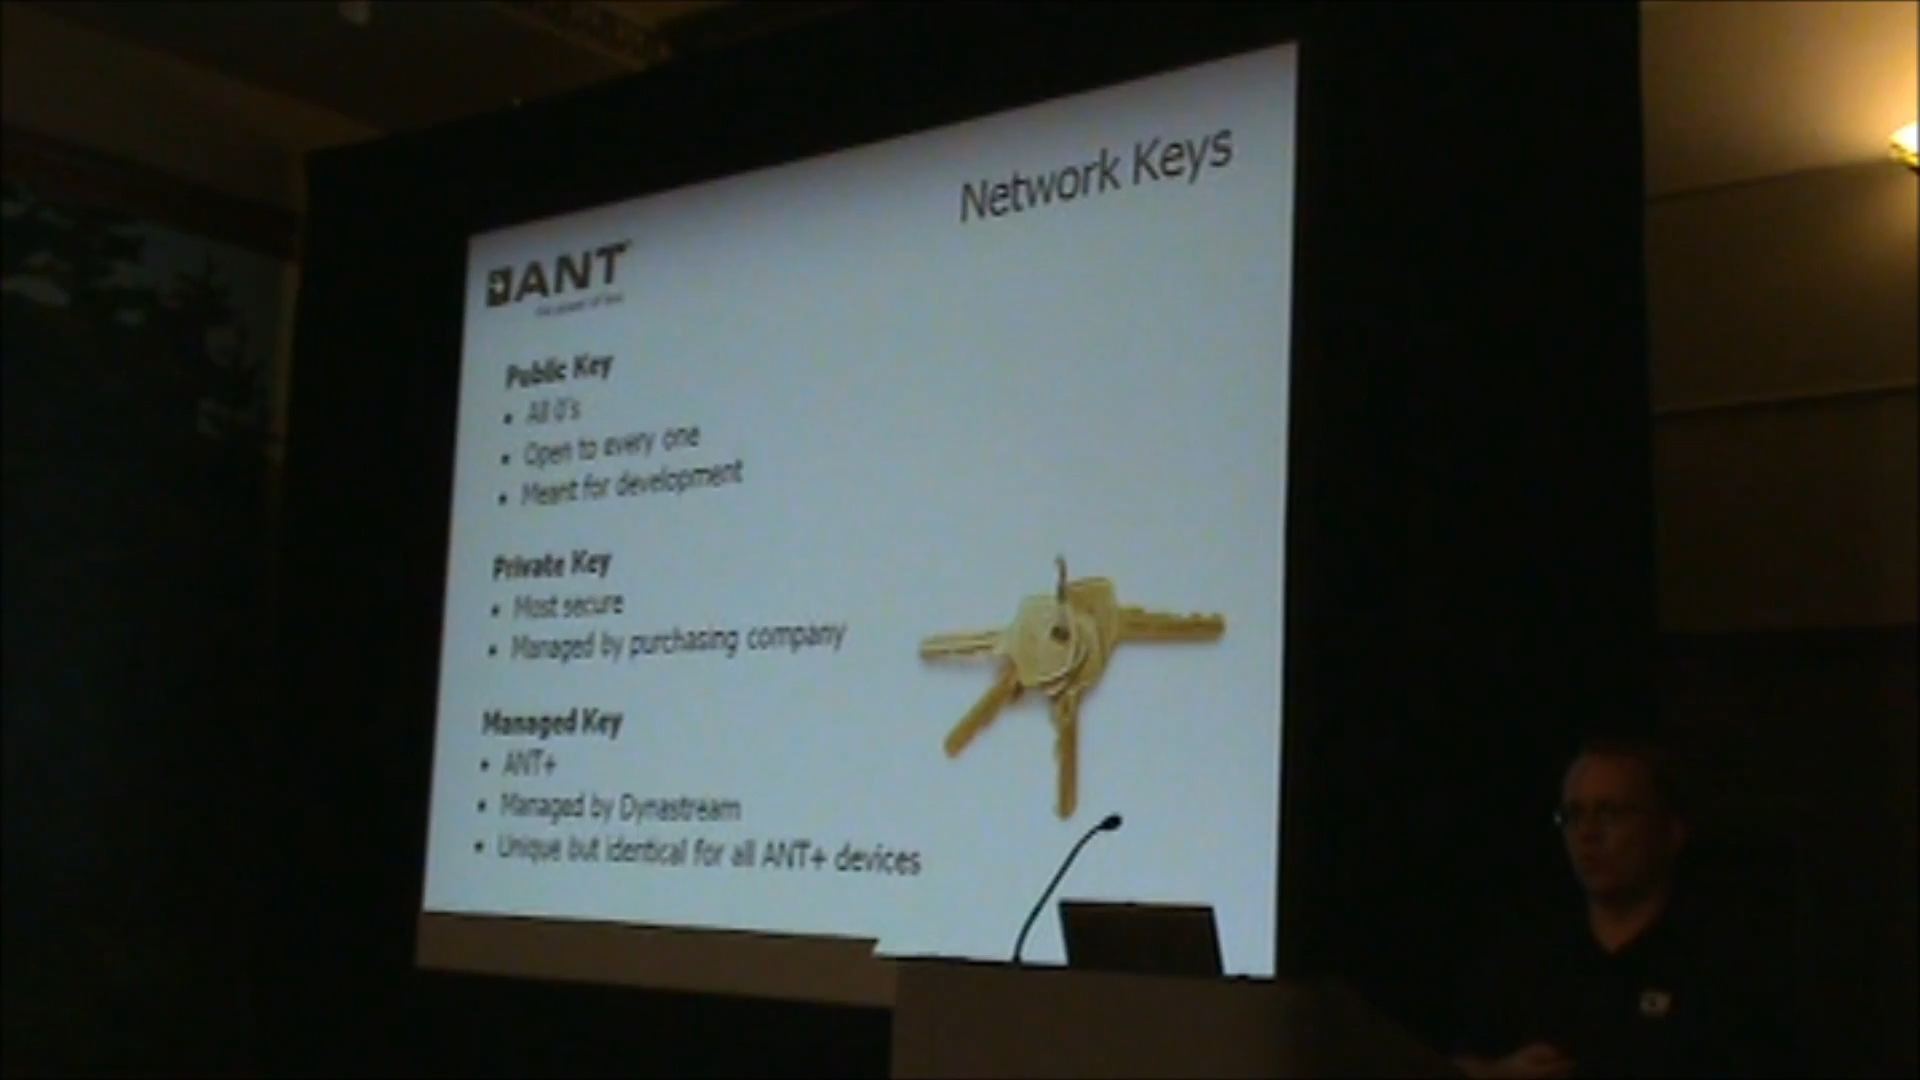 Network Keys
ANT
Public Key
• All 0's
• Open to every one
• Meant for development
Private Key
• Most secure
• Managed by purchasing company
Managed Key
• ANT+
• Managed by Dynastream
• Unique but identical for all ANT+ devices